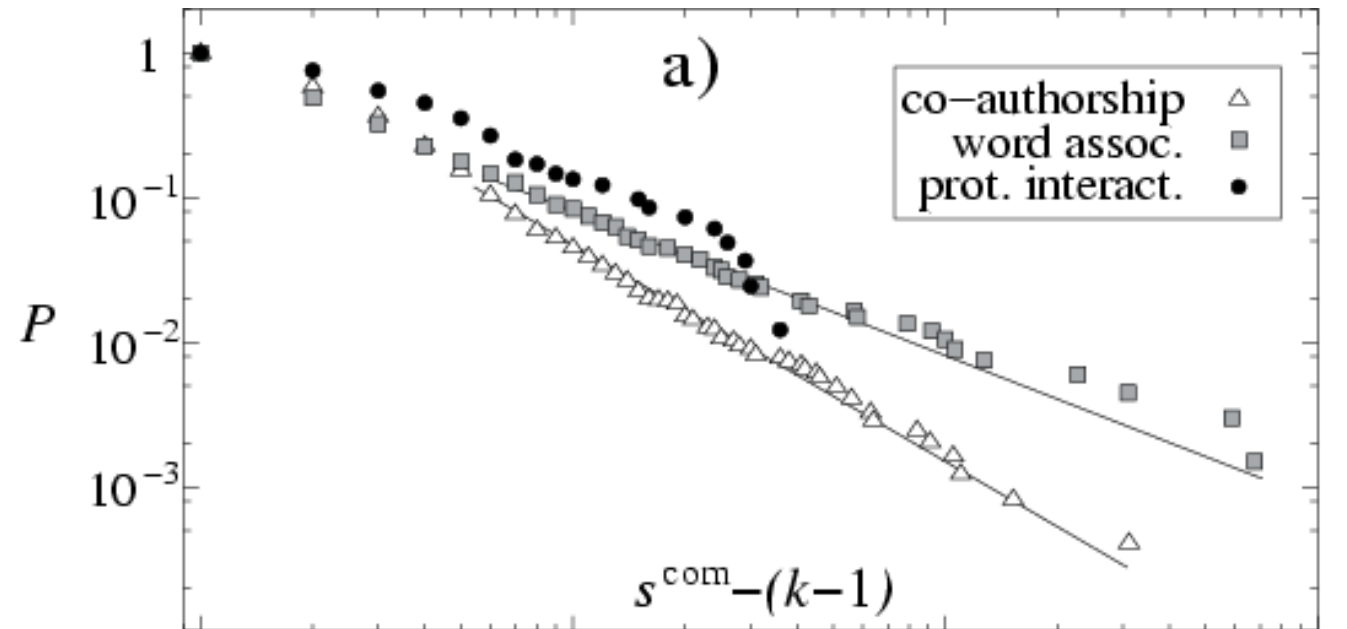 a)
1
10⁻¹
10⁻²
10⁻³
P
co−authorship
word assoc.
prot. interact.
s^com−(k−1)